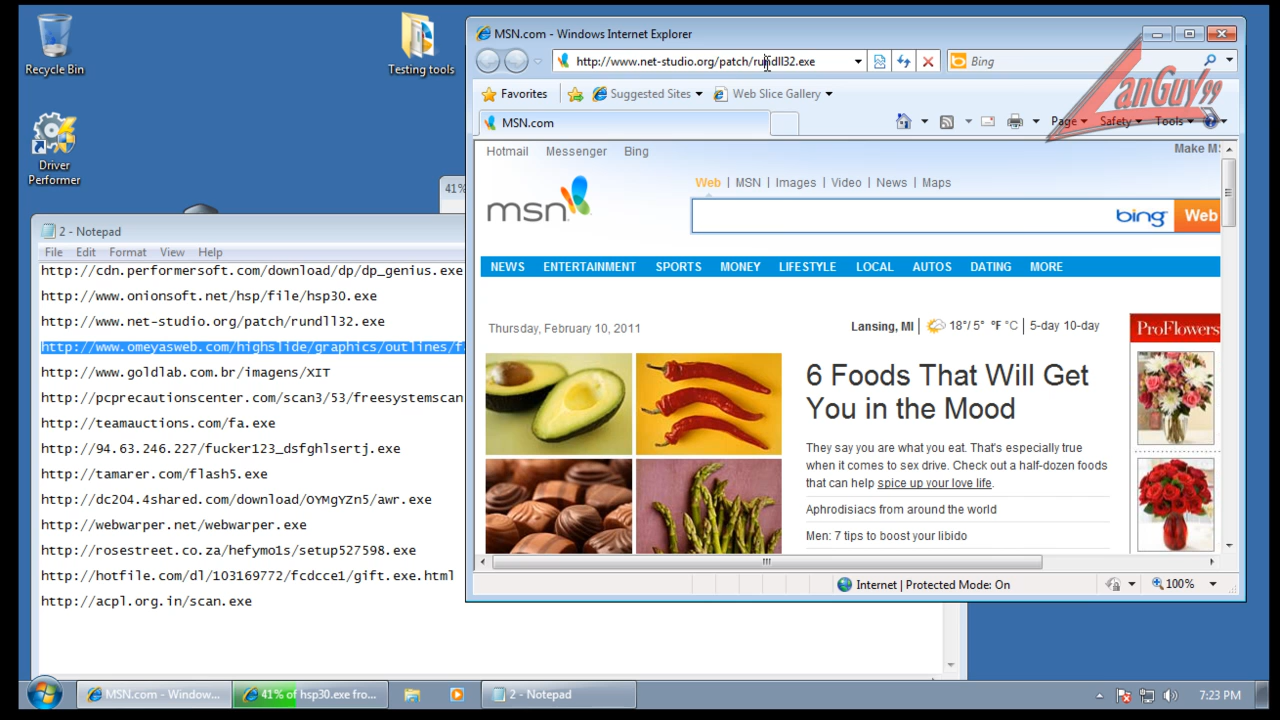 Recycle Bin
Testing tools
Driver
Performer
MSN.com - Windows Internet Explorer
http://www.net-studio.org/patch/rundll32.exe
Bing
Favorites
Suggested Sites
Web Slice Gallery
MSN.com
Page
Safety
Tools
anGuy99
Hotmail Messenger Bing
Make MS
msn
Web | MSN | Images | Video | News | Maps
bing
Web
NEWS ENTERTAINMENT SPORTS MONEY LIFESTYLE LOCAL AUTOS DATING MORE
Thursday, February 10, 2011
Lansing, MI | 18°/5° °F °C | 5-day 10-day
ProFlowers
6 Foods That Will Get
You in the Mood
They say you are what you eat. That's especially true
when it comes to sex drive. Check out a half-dozen foods
that can help spice up your love life.
Aphrodisiacs from around the world
Men: 7 tips to boost your libido
Internet | Protected Mode: On
100%
41%
2 - Notepad
File Edit Format View Help
http://cdn.performersoft.com/download/dp/dp_genius.exe
http://www.onionsoft.net/hsp/file/hsp30.exe
http://www.net-studio.org/patch/rundll32.exe
http://www.omeyasweb.com/highslide/graphics/outlines/f
http://www.goldlab.com.br/imagens/XIT
http://pcprecautionscenter.com/scan3/53/freesystemscan
http://teamauctions.com/fa.exe
http://94.63.246.227/fucker123_dsfghlsertj.exe
http://tamarer.com/flash5.exe
http://dc204.4shared.com/download/OYMgYZn5/awr.exe
http://webwarper.net/webwarper.exe
http://rosestreet.co.za/hefymo1s/setup527598.exe
http://hotfile.com/dl/103169772/fcdcce1/gift.exe.html
http://acpl.org.in/scan.exe
MSN.com - Window...
41% of hsp30.exe fro...
2 - Notepad
7:23 PM